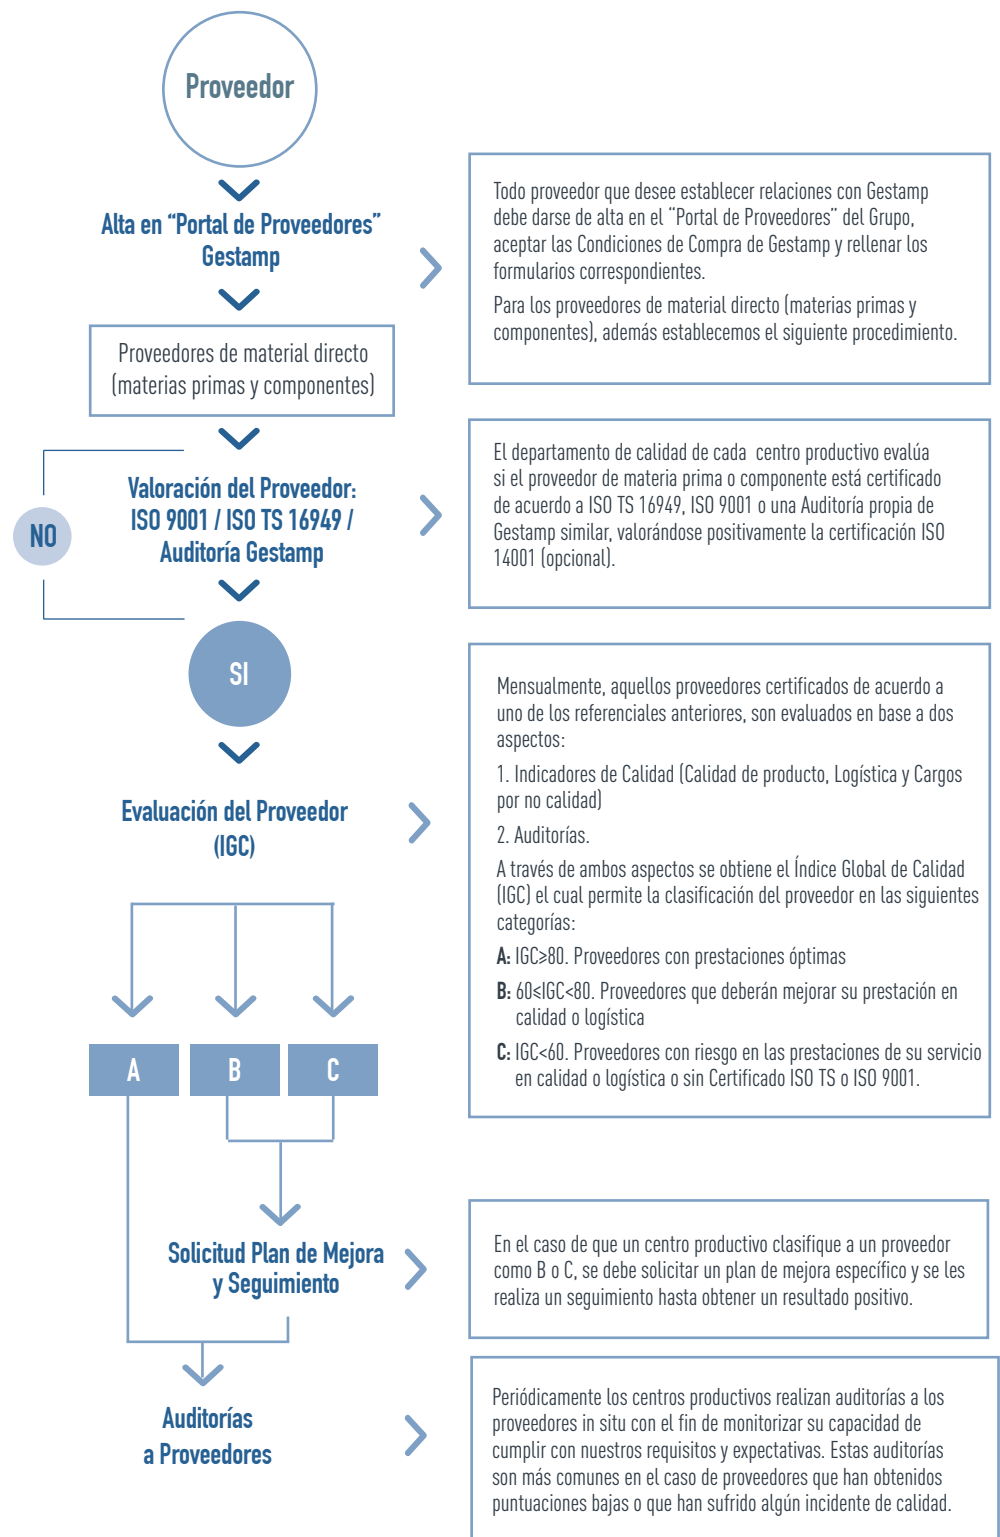 Proveedor
Alta en “Portal de Proveedores”
Gestamp
Todo proveedor que desee establecer relaciones con Gestamp
debe darse de alta en el “Portal de Proveedores” del Grupo,
aceptar las Condiciones de Compra de Gestamp y rellenar los
formularios correspondientes.
Para los proveedores de material directo (materias primas y
componentes), además establecemos el siguiente procedimiento.
Proveedores de material directo
(materias primas y componentes)
Valoración del Proveedor:
ISO 9001 / ISO TS 16949 /
Auditoría Gestamp
NO
El departamento de calidad de cada centro productivo evalúa
si el proveedor de materia prima o componente está certificado
de acuerdo a ISO TS 16949, ISO 9001 o una Auditoría propia de
Gestamp similar, valorándose positivamente la certificación ISO
14001 (opcional).
SI
Evaluación del Proveedor
(IGC)
Mensualmente, aquellos proveedores certificados de acuerdo a
uno de los referenciales anteriores, son evaluados en base a dos
aspectos:
1. Indicadores de Calidad (Calidad de producto, Logística y Cargos
por no calidad)
2. Auditorías.
A través de ambos aspectos se obtiene el Índice Global de Calidad
(IGC) el cual permite la clasificación del proveedor en las siguientes
categorías:
A: IGC≥80. Proveedores con prestaciones óptimas
B: 60<IGC<80. Proveedores que deberán mejorar su prestación en
calidad o logística
C: IGC<60. Proveedores con riesgo en las prestaciones de su servicio
en calidad o logística o sin Certificado ISO TS o ISO 9001.
A
B
C
Solicitud Plan de Mejora
y Seguimiento
En el caso de que un centro productivo clasifique a un proveedor
como B o C, se debe solicitar un plan de mejora específico y se les
realiza un seguimiento hasta obtener un resultado positivo.
Auditorías
a Proveedores
Periódicamente los centros productivos realizan auditorías a los
proveedores in situ con el fin de monitorizar su capacidad de
cumplir con nuestros requisitos y expectativas. Estas auditorías
son más comunes en el caso de proveedores que han obtenidos
puntuaciones bajas o que han sufrido algún incidente de calidad.